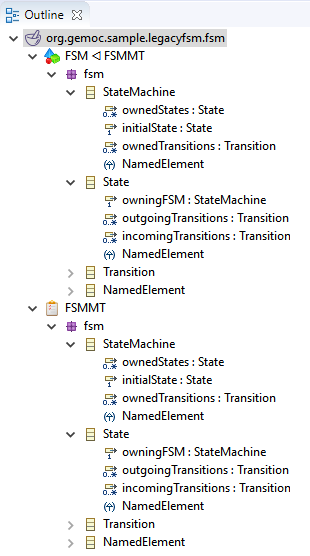 Outline
org.gemoc.sample.legacyfsm.fsm
FSM ⊲ FSMMT
fsm
StateMachine
ownedStates : State
initialState : State
ownedTransitions : Transition
NamedElement
State
owningFSM : StateMachine
outgoingTransitions : Transition
incomingTransitions : Transition
NamedElement
Transition
NamedElement
FSMMT
fsm
StateMachine
ownedStates : State
initialState : State
ownedTransitions : Transition
NamedElement
State
owningFSM : StateMachine
outgoingTransitions : Transition
incomingTransitions : Transition
NamedElement
Transition
NamedElement